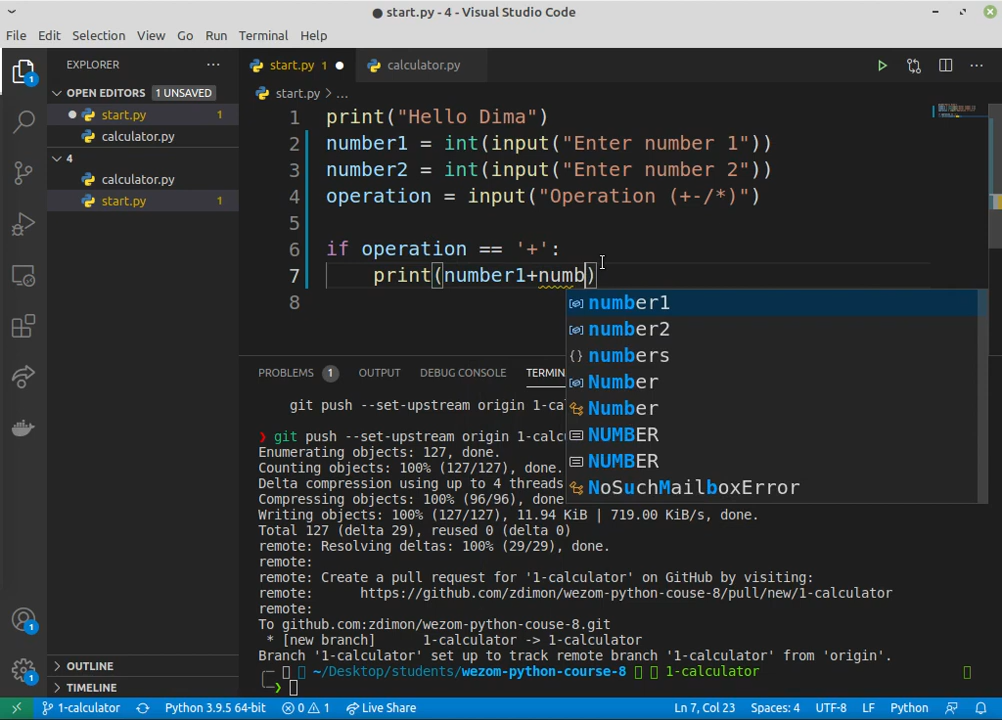 start.py - 4 - Visual Studio Code
File Edit Selection View Go Run Terminal Help
EXPLORER
OPEN EDITORS 1 UNSAVED
start.py 1
calculator.py
4
calculator.py
start.py 1
OUTLINE
TIMELINE
start.py 1 calculator.py
start.py > ...
1 print("Hello Dima")
2 number1 = int(input("Enter number 1"))
3 number2 = int(input("Enter number 2"))
4 operation = input("Operation (+-/*)")
5
6 if operation == '+':
7 print(number1+numb)
8
number1
number2
numbers
Number
Number
NUMBER
NUMBER
NoSuchMailboxError
PROBLEMS 1 OUTPUT DEBUG CONSOLE TERMIN
git push --set-upstream origin 1-ca
❯ git push --set-upstream origin 1-calc
Enumerating objects: 127, done.
Counting objects: 100% (127/127), done.
Delta compression using up to 4 threads
Compressing objects: 100% (96/96), done
Writing objects: 100% (127/127), 11.94 KiB | 719.00 KiB/s, done.
Total 127 (delta 29), reused 0 (delta 0)
remote: Resolving deltas: 100% (29/29), done.
remote:
remote: Create a pull request for '1-calculator' on GitHub by visiting:
remote: https://github.com/zdimon/wezom-python-couse-8/pull/new/1-calculator
remote:
To github.com:zdimon/wezom-python-couse-8.git
* [new branch] 1-calculator -> 1-calculator
Branch '1-calculator' set up to track remote branch '1-calculator' from 'origin'.
~/Desktop/students/wezom-python-course-8 1-calculator
❯
1
1
1
1-calculator Python 3.9.5 64-bit 0 1 Live Share Ln 7, Col 23 Spaces: 4 UTF-8 LF Python